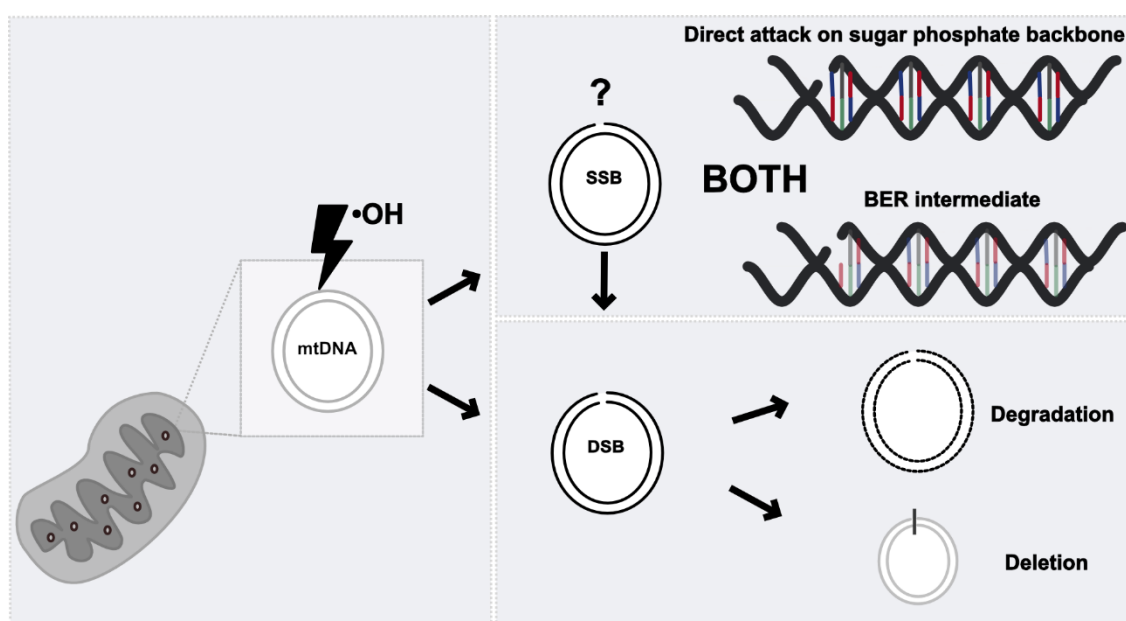 Direct attack on sugar phosphate backbone
?
SSB
BOTH
BER intermediate
•OH
mtDNA
DSB
Degradation
Deletion